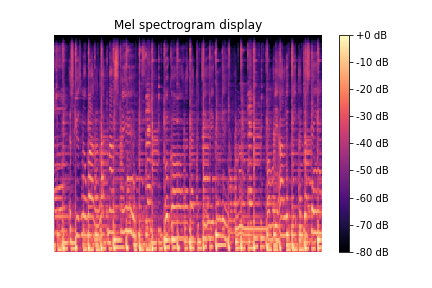 Mel spectrogram display
+0 dB
-10 dB
-20 dB
-30 dB
-40 dB
-50 dB
-60 dB
-70 dB
-80 dB